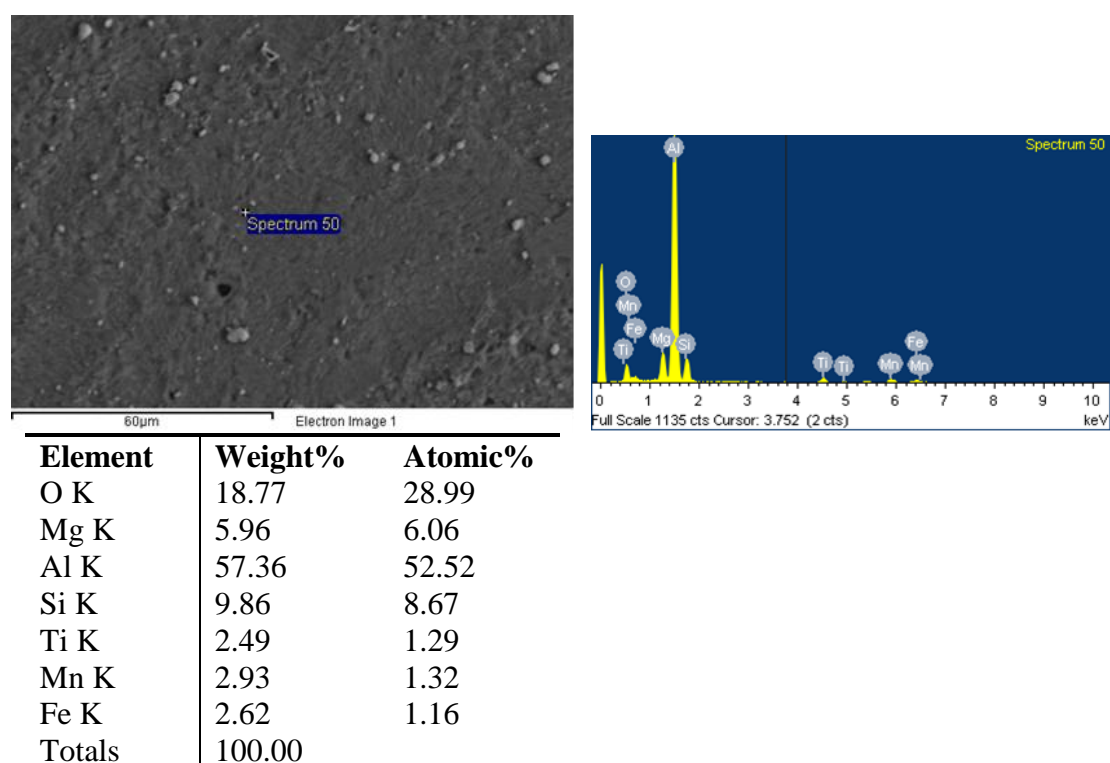 Spectrum 50
60μm Electron Image 1
Spectrum 50
Al
O
Mn
Fe
Ti
Mg
Si
Ti
Ti
Mn
Fe
Mn
0 1 2 3 4 5 6 7 8 9 10
Full Scale 1135 cts Cursor: 3.752 (2 cts) keV
Element Weight% Atomic%
O K 18.77 28.99
Mg K 5.96 6.06
Al K 57.36 52.52
Si K 9.86 8.67
Ti K 2.49 1.29
Mn K 2.93 1.32
Fe K 2.62 1.16
Totals 100.00